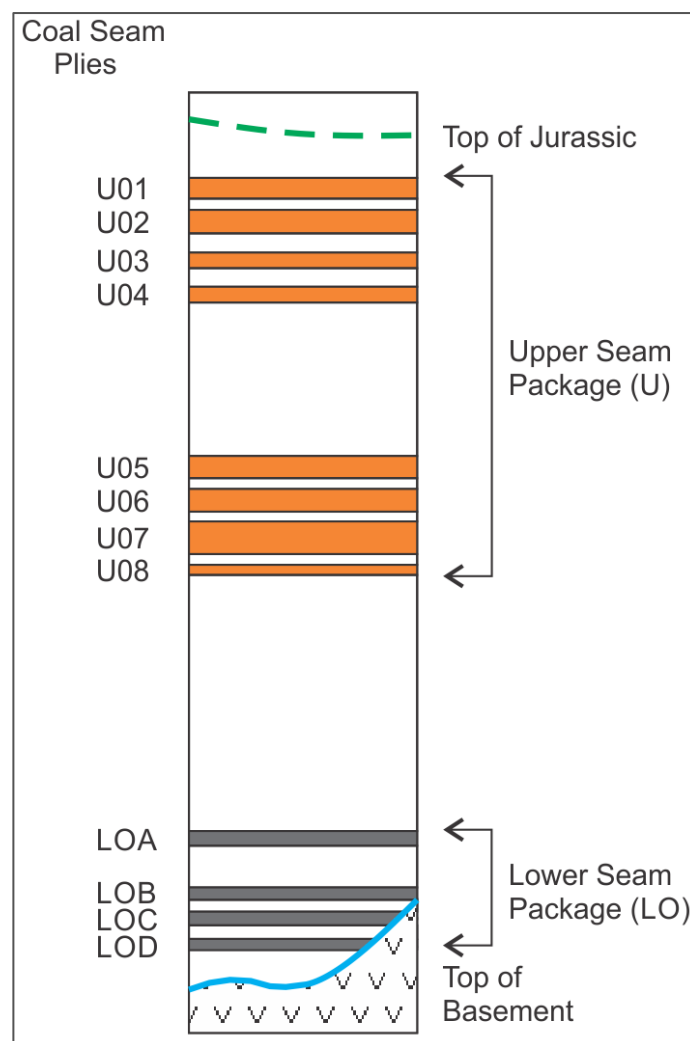 Coal Seam
Plies
Top of Jurassic
U01
U02
U03
U04
Upper Seam
Package (U)
U05
U06
U07
U08
LOA
LOB
LOC
LOD
Lower Seam
Package (LO)
Top of
Basement